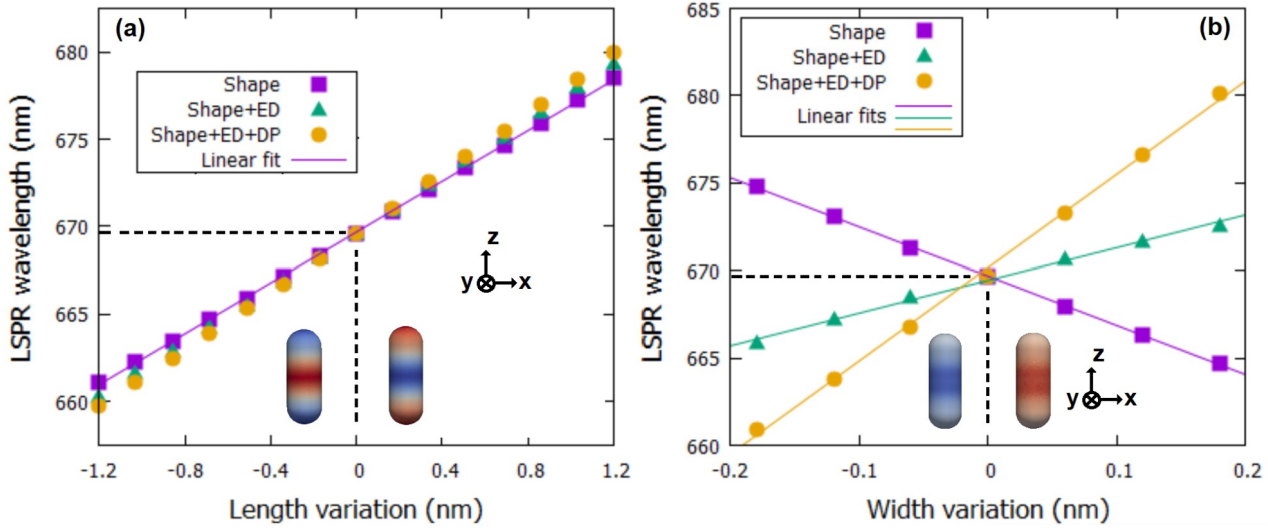 (a)
LSPR wavelength (nm)
680
675
670
665
660
Shape
Shape+ED
Shape+ED+DP
Linear fit
z
y x
-1.2 -0.8 -0.4 0 0.4 0.8 1.2
Length variation (nm)
(b)
LSPR wavelength (nm)
685
680
675
670
665
660
Shape
Shape+ED
Shape+ED+DP
Linear fits
z
y x
-0.2 -0.1 0 0.1 0.2
Width variation (nm)